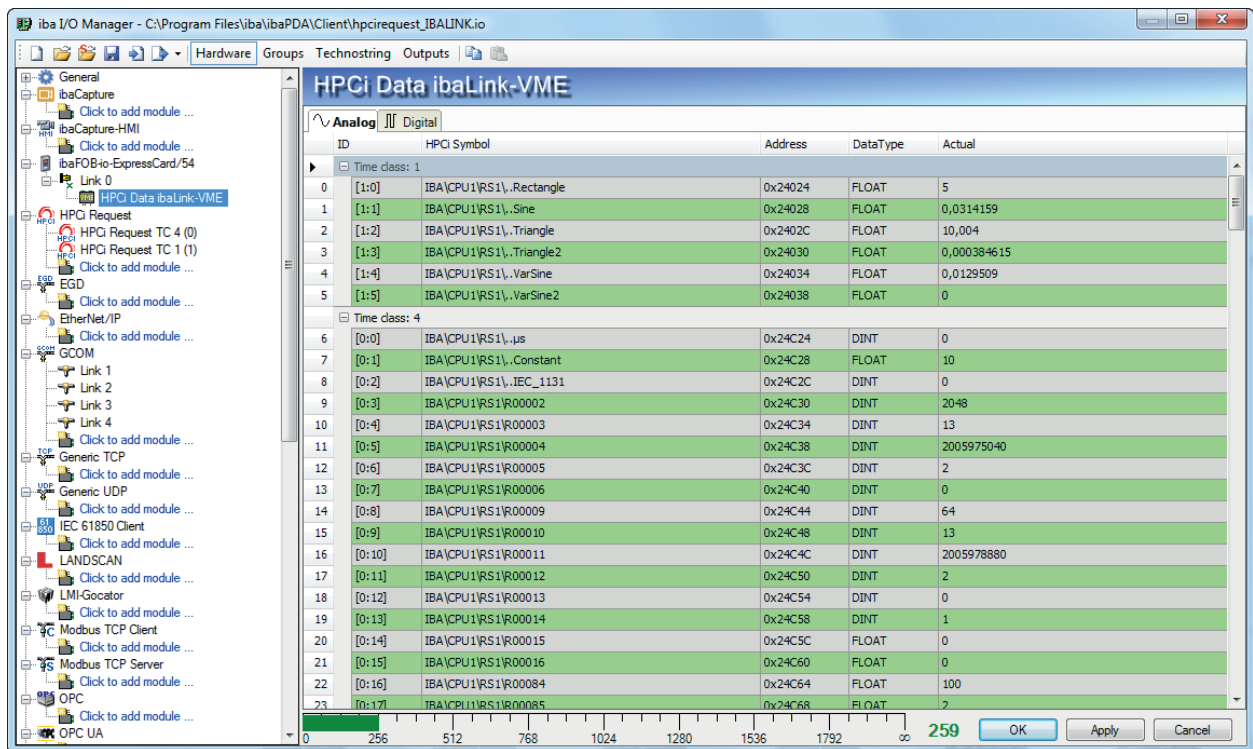 iba I/O Manager - C:\Program Files\iba\ibaPDA\Client\hpcirequest_IBALINK.io
Hardware Groups Technostring Outputs
General
ibaCapture
Click to add module ...
ibaCapture-HMI
Click to add module ...
ibaFOB-io-ExpressCard/54
Link 0
HPCi Data ibaLink-VME
HPCi Request
HPCi Request TC 4 (0)
HPCi Request TC 1 (1)
Click to add module ...
EGD
Click to add module ...
EtherNet/IP
Click to add module ...
GCOM
Link 1
Link 2
Link 3
Link 4
Click to add module ...
Generic TCP
Click to add module ...
Generic UDP
Click to add module ...
IEC 61850 Client
Click to add module ...
LANDSCAN
Click to add module ...
LMI-Gocator
Click to add module ...
Modbus TCP Client
Click to add module ...
Modbus TCP Server
Click to add module ...
OPC
Click to add module ...
OPC UA
HPCi Data ibaLink-VME
Analog Digital
ID HPCi Symbol Address DataType Actual
Time class: 1
0 [1:0] IBA\CPU1\RS1\..Rectangle 0x24024 FLOAT 5
1 [1:1] IBA\CPU1\RS1\..Sine 0x24028 FLOAT 0,0314159
2 [1:2] IBA\CPU1\RS1\..Triangle 0x2402C FLOAT 10,004
3 [1:3] IBA\CPU1\RS1\..Triangle2 0x24030 FLOAT 0,000384615
4 [1:4] IBA\CPU1\RS1\..VarSine 0x24034 FLOAT 0,0129509
5 [1:5] IBA\CPU1\RS1\..VarSine2 0x24038 FLOAT 0
Time class: 4
6 [0:0] IBA\CPU1\RS1\..µs 0x24C24 DINT 0
7 [0:1] IBA\CPU1\RS1\..Constant 0x24C28 FLOAT 10
8 [0:2] IBA\CPU1\RS1\..IEC_1131 0x24C2C DINT 0
9 [0:3] IBA\CPU1\RS1\R00002 0x24C30 DINT 2048
10 [0:4] IBA\CPU1\RS1\R00003 0x24C34 DINT 13
11 [0:5] IBA\CPU1\RS1\R00004 0x24C38 DINT 2005975040
12 [0:6] IBA\CPU1\RS1\R00005 0x24C3C DINT 2
13 [0:7] IBA\CPU1\RS1\R00006 0x24C40 DINT 0
14 [0:8] IBA\CPU1\RS1\R00009 0x24C44 DINT 64
15 [0:9] IBA\CPU1\RS1\R00010 0x24C48 DINT 13
16 [0:10] IBA\CPU1\RS1\R00011 0x24C4C DINT 2005978880
17 [0:11] IBA\CPU1\RS1\R00012 0x24C50 DINT 2
18 [0:12] IBA\CPU1\RS1\R00013 0x24C54 DINT 0
19 [0:13] IBA\CPU1\RS1\R00014 0x24C58 DINT 1
20 [0:14] IBA\CPU1\RS1\R00015 0x24C5C FLOAT 0
21 [0:15] IBA\CPU1\RS1\R00016 0x24C60 FLOAT 0
22 [0:16] IBA\CPU1\RS1\R00084 0x24C64 FLOAT 100
23 [0:17] IBA\CPU1\RS1\R00085 0x24C68 FLOAT 2
0 256 512 768 1024 1280 1536 1792 ∞ 259 OK Apply Cancel